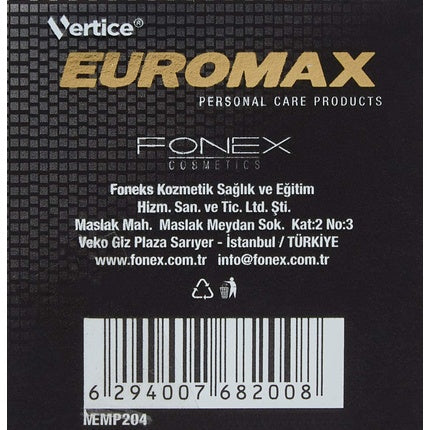 Vertice®
EUROMAX
PERSONAL CARE PRODUCTS
FONEX
COSMETICS
Foneks Kozmetik Sağlık ve Eğitim
Hizm. San. ve Tic. Ltd. Şti.
Maslak Mah. Maslak Meydan Sok. Kat:2 No:3
Veko Giz Plaza Sarıyer - İstanbul / TÜRKİYE
www.fonex.com.tr info@fonex.com.tr
6 294007 682008
MEMP204